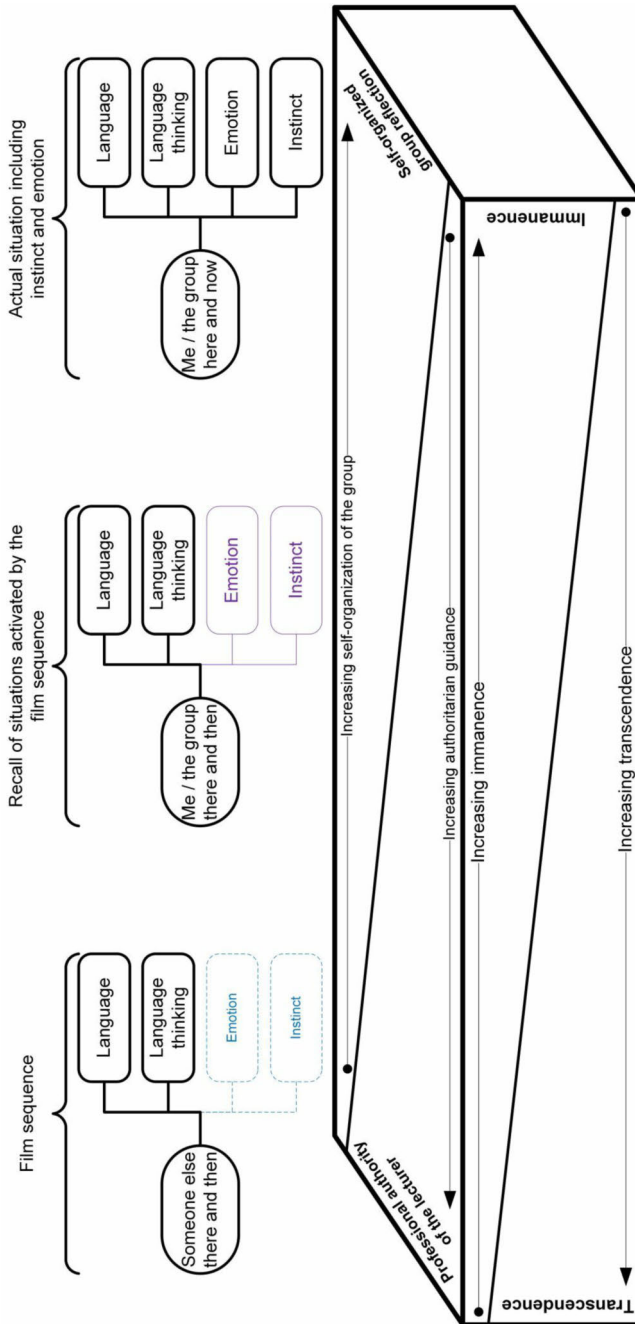 Film sequence
Someone else
there and then
Language
Language
thinking
Emotion
Instinct
Recall of situations activated by the
film sequence
Me / the group
there and then
Language
Language
thinking
Emotion
Instinct
Actual situation including
instinct and emotion
Me / the group
here and now
Language
Language
thinking
Emotion
Instinct
Increasing self-organization of the group
Self-organized
group reflection
Professional authority
of the lecturer
Increasing authoritarian guidance
Increasing immanence
Immanence
Transcendence
Increasing transcendence